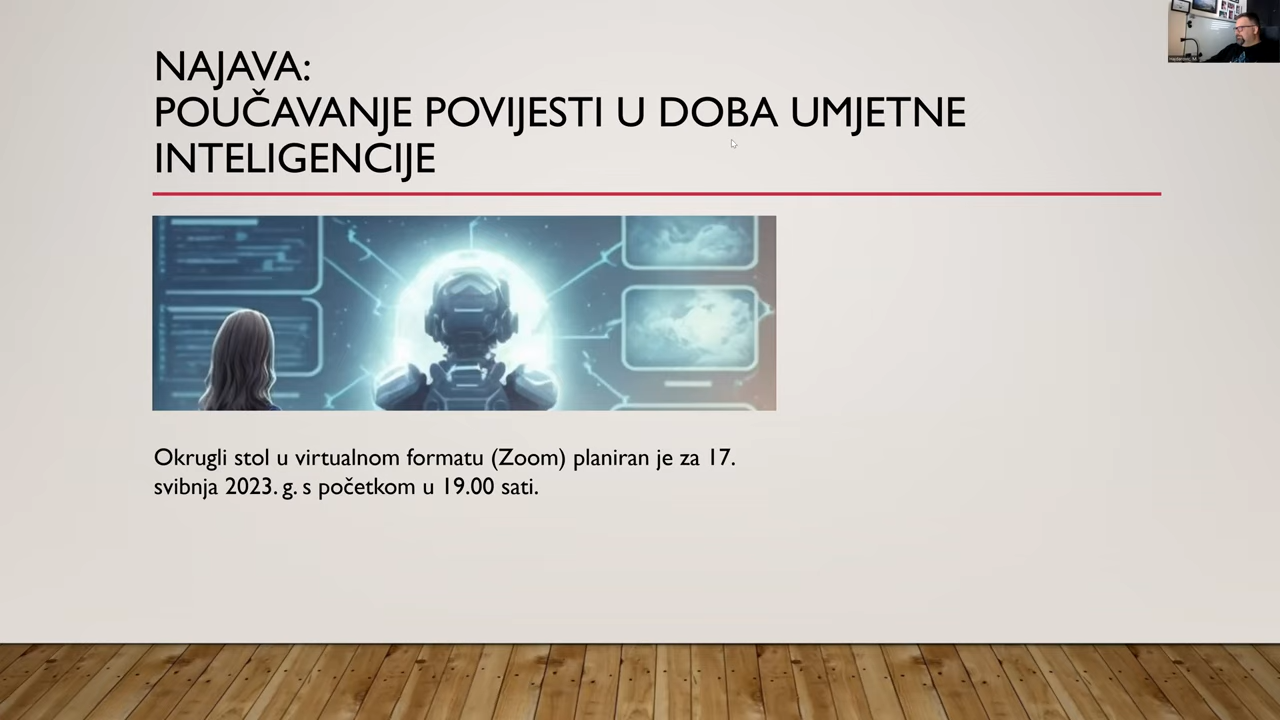 NAJAVA:
POUČAVANJE POVIJESTI U DOBA UMJETNE
INTELIGENCIJE
Okrugli stol u virtualnom formatu (Zoom) planiran je za 17.
svibnja 2023. g. s početkom u 19.00 sati.